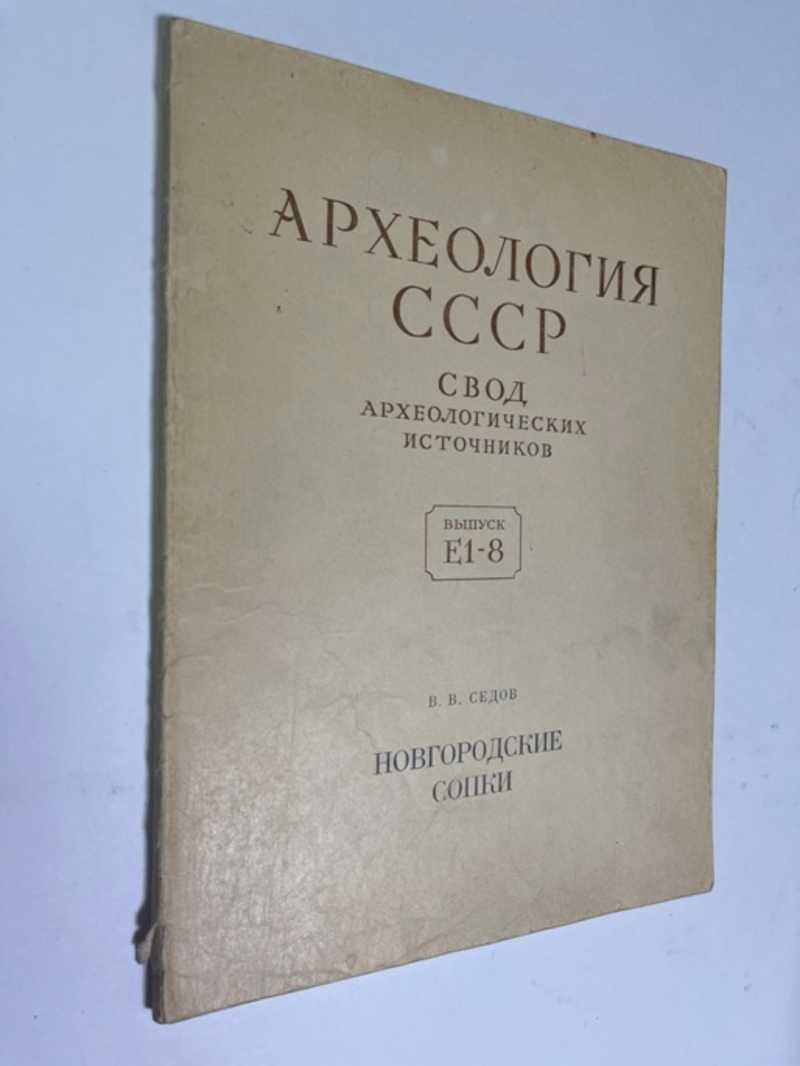 АРХЕОЛОГИЯ
СССР
СВОД
АРХЕОЛОГИЧЕСКИХ
ИСТОЧНИКОВ
ВЫПУСК
Е1-8
В. В. СЕДОВ
НОВГОРОДСКИЕ
СОПКИ